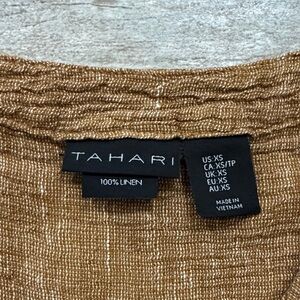 TAHARI
100% LINEN
US XS
CA XS/TP
UK XS
EU XS
AU XS
MADE IN
VIETNAM